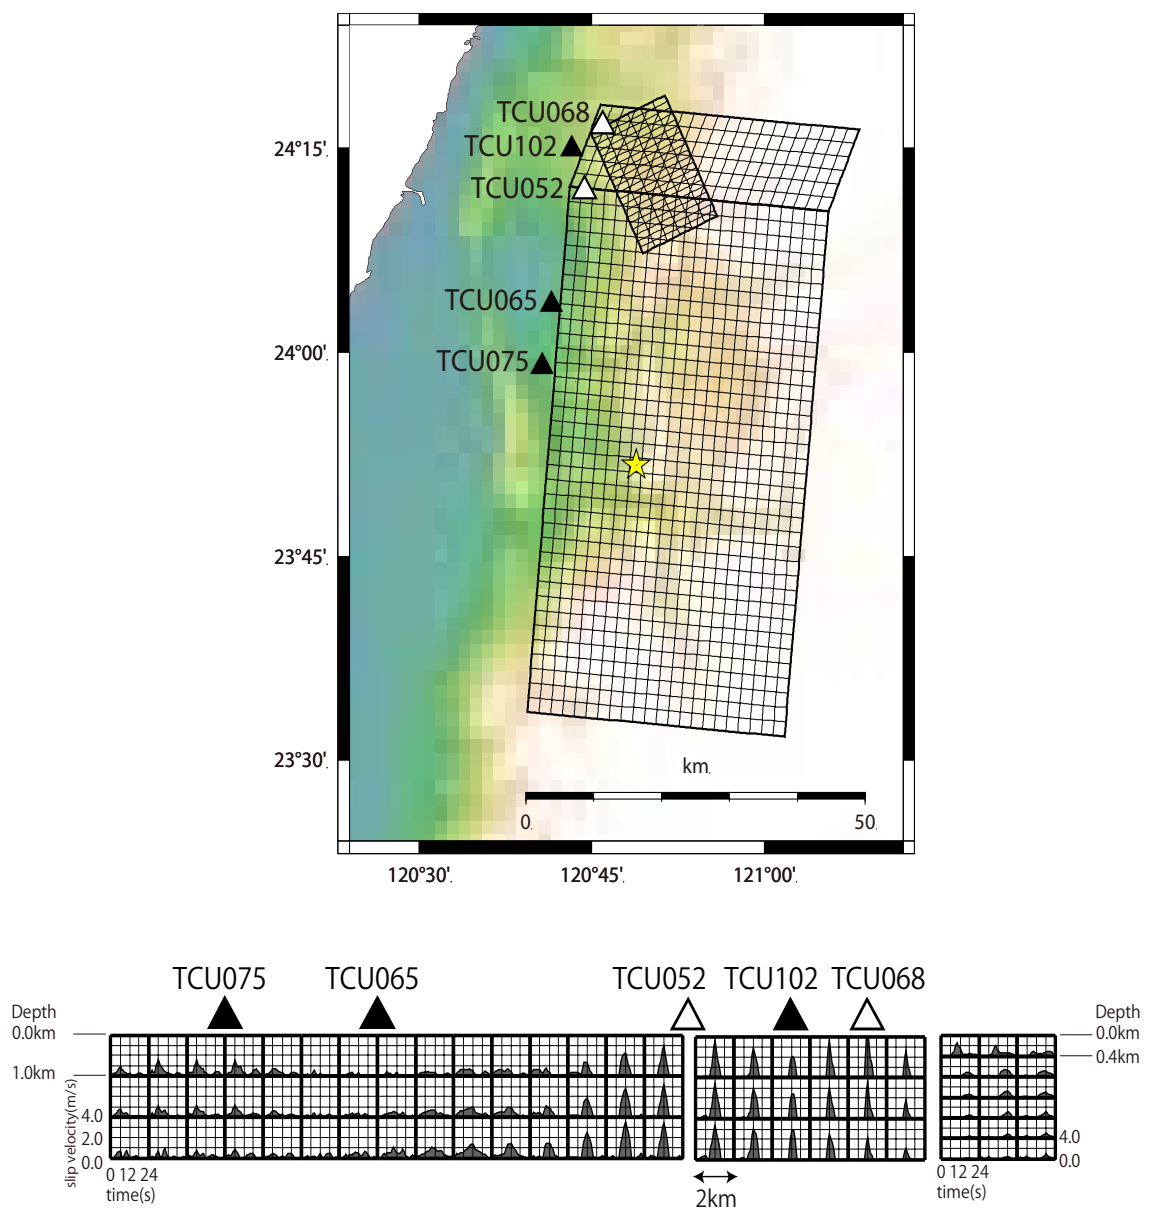 TCU068
TCU102
TCU052
TCU065
TCU075
24°15'
24°00'
23°45'
23°30'
km
0
50
120°30'
120°45'
121°00'
TCU075
TCU065
TCU052
TCU102
TCU068
Depth
0.0km
1.0km
slip velocity(m/s)
4.0
2.0
0.0
0 12 24
time(s)
2km
Depth
0.0km
0.4km
4.0
0.0
0 12 24
time(s)